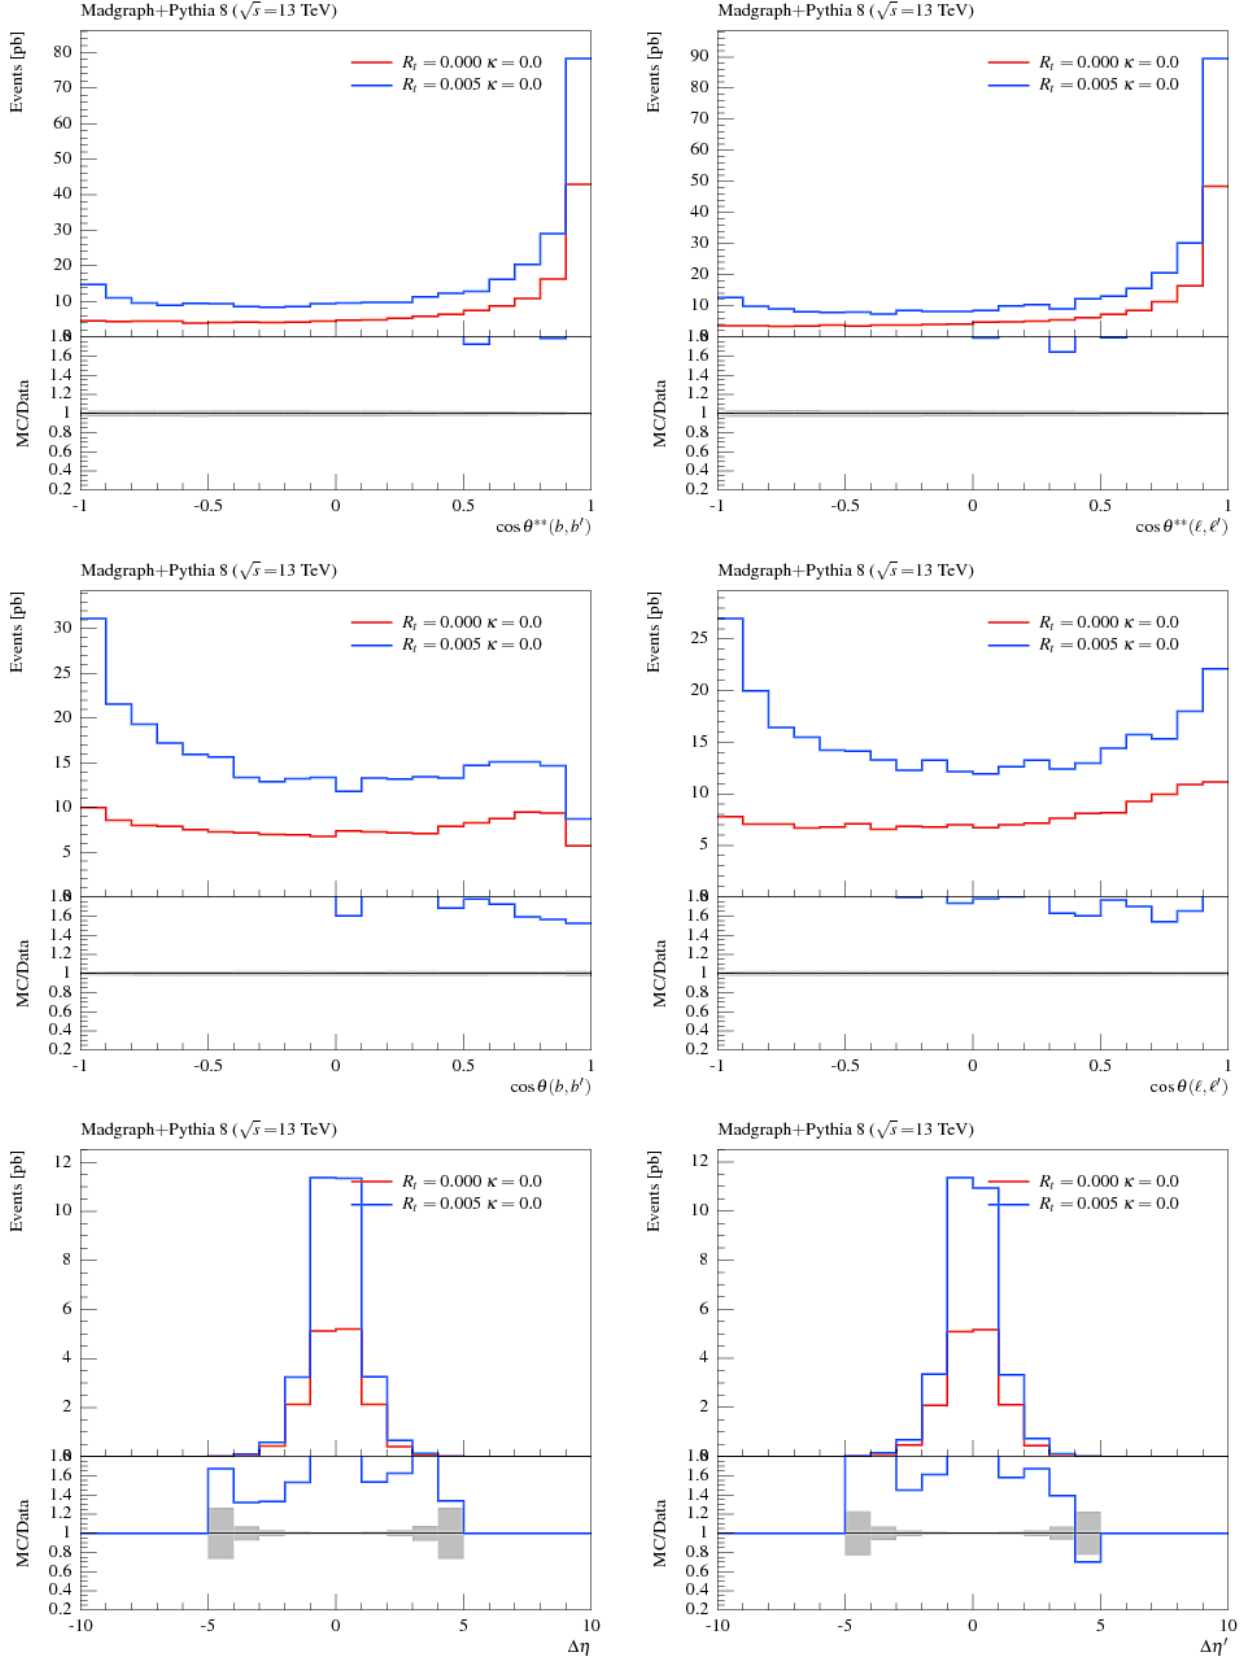 Madgraph+Pythia 8 (√s =13 TeV)
Events [pb]
80
70
60
50
40
30
20
10
R_t = 0.000 κ = 0.0
R_t = 0.005 κ = 0.0
MC/Data
1.6
1.4
1.2
1
0.8
0.6
0.4
0.2
-1 -0.5 0 0.5 1
cos θ**(b, b′)
Madgraph+Pythia 8 (√s =13 TeV)
Events [pb]
90
80
70
60
50
40
30
20
10
R_t = 0.000 κ = 0.0
R_t = 0.005 κ = 0.0
MC/Data
1.6
1.4
1.2
1
0.8
0.6
0.4
0.2
-1 -0.5 0 0.5 1
cos θ**(ℓ, ℓ′)
Madgraph+Pythia 8 (√s =13 TeV)
Events [pb]
30
25
20
15
10
5
R_t = 0.000 κ = 0.0
R_t = 0.005 κ = 0.0
MC/Data
1.6
1.4
1.2
1
0.8
0.6
0.4
0.2
-1 -0.5 0 0.5 1
cos θ(b, b′)
Madgraph+Pythia 8 (√s =13 TeV)
Events [pb]
25
20
15
10
5
R_t = 0.000 κ = 0.0
R_t = 0.005 κ = 0.0
MC/Data
1.6
1.4
1.2
1
0.8
0.6
0.4
0.2
-1 -0.5 0 0.5 1
cos θ(ℓ, ℓ′)
Madgraph+Pythia 8 (√s =13 TeV)
Events [pb]
12
10
8
6
4
2
R_t = 0.000 κ = 0.0
R_t = 0.005 κ = 0.0
MC/Data
1.6
1.4
1.2
1
0.8
0.6
0.4
0.2
-10 -5 0 5 10
Δη
Madgraph+Pythia 8 (√s =13 TeV)
Events [pb]
12
10
8
6
4
2
R_t = 0.000 κ = 0.0
R_t = 0.005 κ = 0.0
MC/Data
1.6
1.4
1.2
1
0.8
0.6
0.4
0.2
-10 -5 0 5 10
Δη′